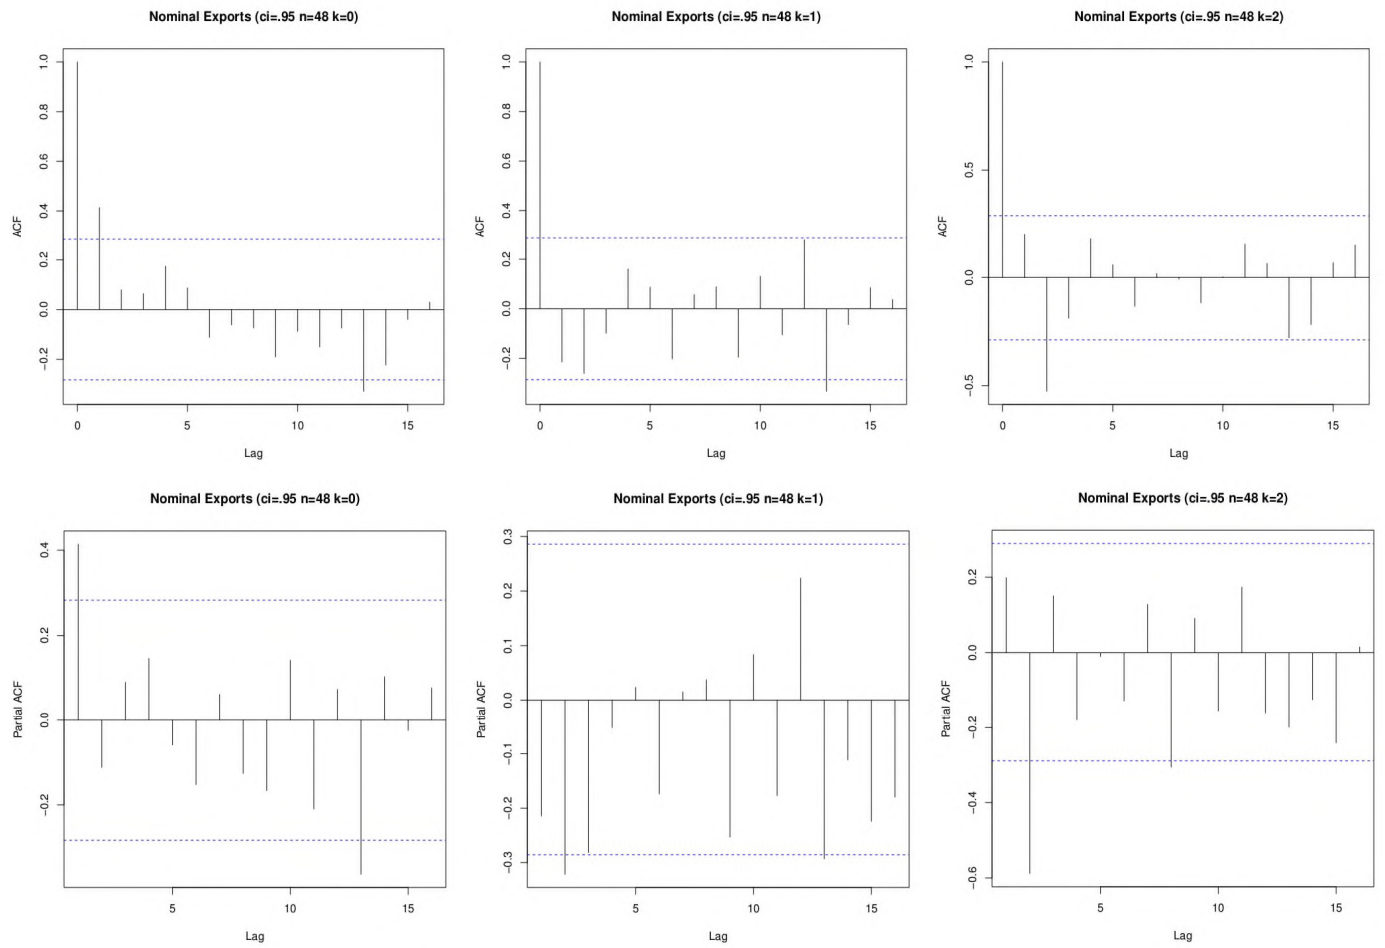 Nominal Exports (ci=.95 n=48 k=0)
ACF
1.0
0.8
0.6
0.4
0.2
0.0
−0.2
0 5 10 15
Lag
Nominal Exports (ci=.95 n=48 k=1)
ACF
1.0
0.8
0.6
0.4
0.2
0.0
−0.2
0 5 10 15
Lag
Nominal Exports (ci=.95 n=48 k=2)
ACF
1.0
0.5
0.0
−0.5
0 5 10 15
Lag
Nominal Exports (ci=.95 n=48 k=0)
Partial ACF
0.4
0.2
0.0
−0.2
5 10 15
Lag
Nominal Exports (ci=.95 n=48 k=1)
Partial ACF
0.3
0.2
0.1
0.0
−0.1
−0.2
−0.3
5 10 15
Lag
Nominal Exports (ci=.95 n=48 k=2)
Partial ACF
0.2
0.0
−0.2
−0.4
−0.6
5 10 15
Lag